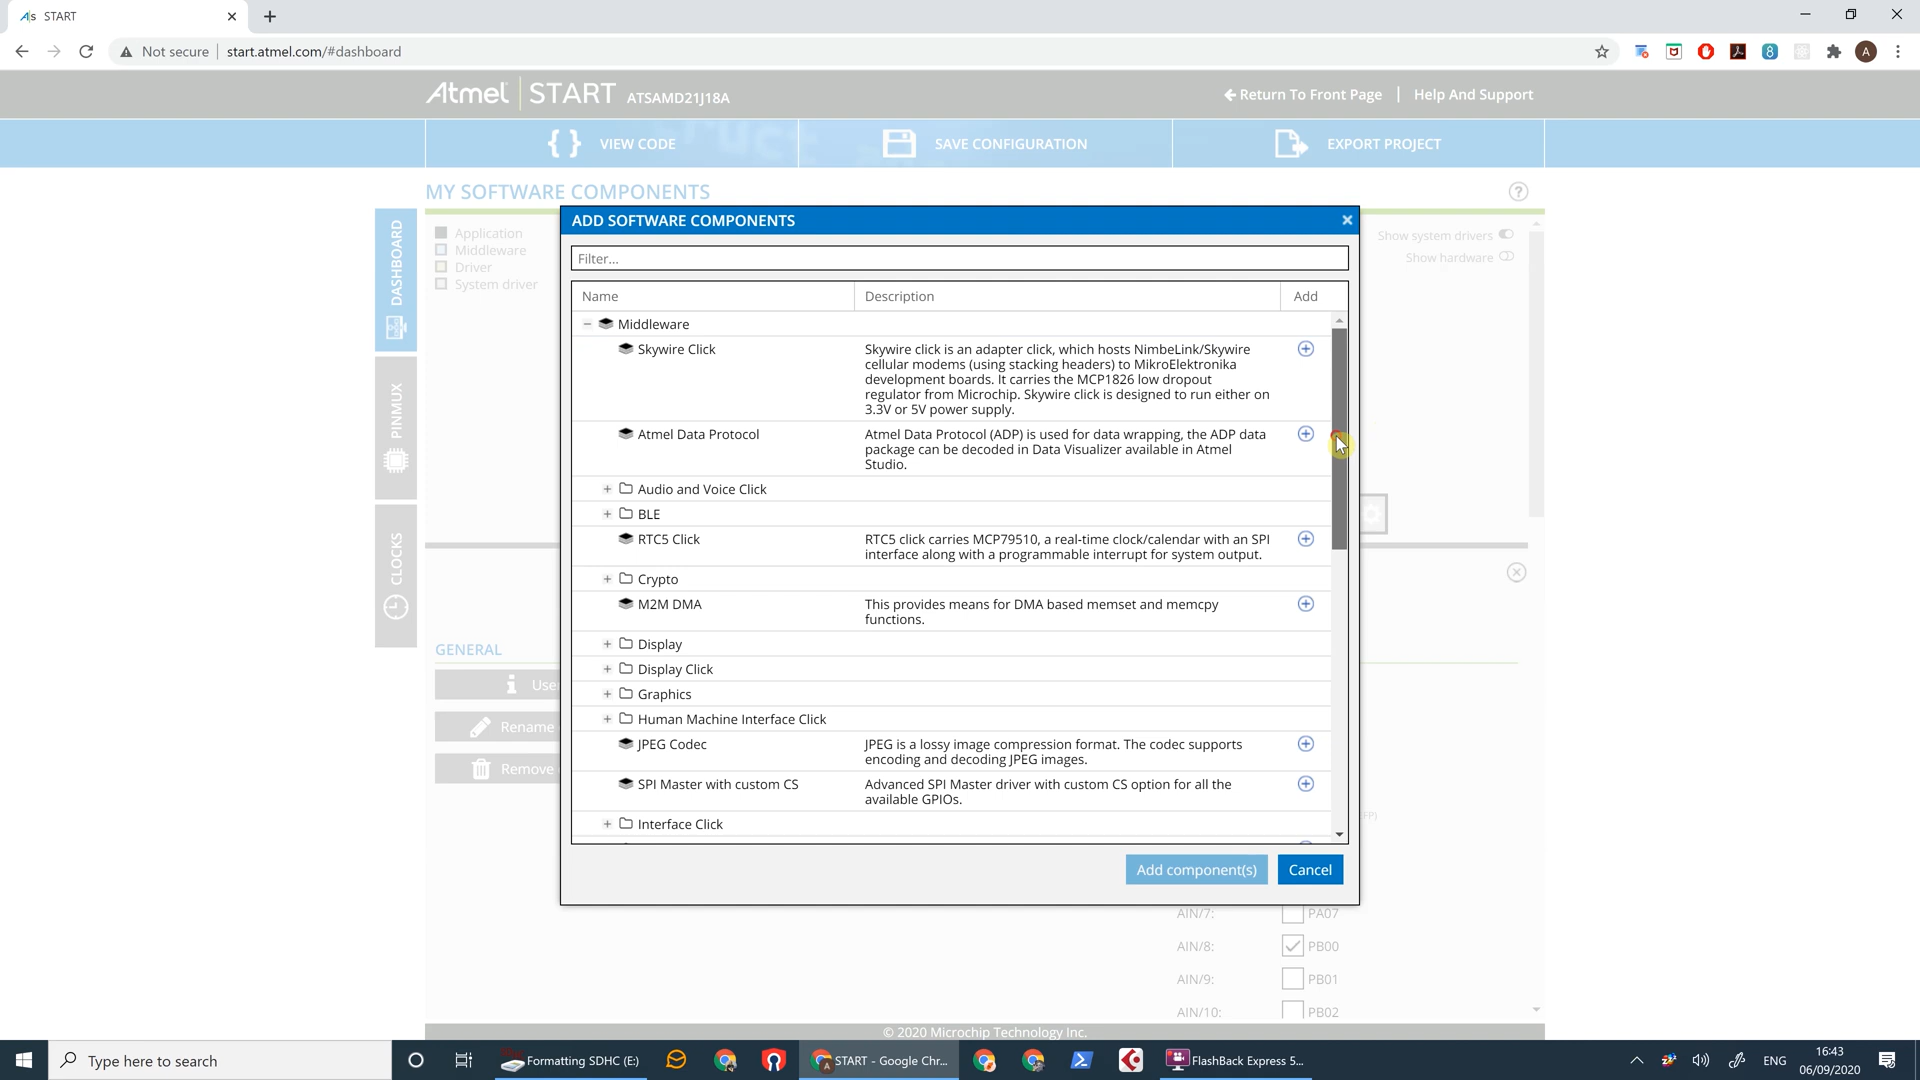 START
Not secure
start.atmel.com/#dashboard
A
Atmel START ATSAMD21J18A
Return To Front Page
Help And Support
VIEW CODE
SAVE CONFIGURATION
EXPORT PROJECT
MY SOFTWARE COMPONENTS
DASHBOARD
PINMUX
CLOCKS
Application
Middleware
Driver
System driver
Show system drivers
Show hardware
ADD SOFTWARE COMPONENTS
Filter...
Name Description Add
Middleware
Skywire Click
Skywire click is an adapter click, which hosts NimbeLink/Skywire
cellular modems (using stacking headers) to MikroElektronika
development boards. It carries the MCP1826 low dropout
regulator from Microchip. Skywire click is designed to run either on
3.3V or 5V power supply.
Atmel Data Protocol
Atmel Data Protocol (ADP) is used for data wrapping, the ADP data
package can be decoded in Data Visualizer available in Atmel
Studio.
Audio and Voice Click
BLE
RTC5 Click
RTC5 click carries MCP79510, a real-time clock/calendar with an SPI
interface along with a programmable interrupt for system output.
Crypto
M2M DMA
This provides means for DMA based memset and memcpy
functions.
Display
Display Click
Graphics
Human Machine Interface Click
JPEG Codec
JPEG is a lossy image compression format. The codec supports
encoding and decoding JPEG images.
SPI Master with custom CS
Advanced SPI Master driver with custom CS option for all the
available GPIOs.
Interface Click
Add component(s)
Cancel
GENERAL
Use
Rename
Remove
AIN/7: PA07
AIN/8: PB00
AIN/9: PB01
AIN/10: PB02
© 2020 Microchip Technology Inc.
Type here to search
Formatting SDHC (E:)
START - Google Chr...
FlashBack Express 5...
ENG
16:43
06/09/2020